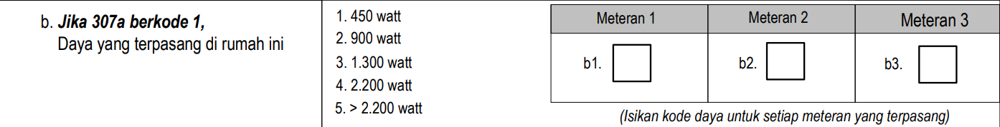 b. Jika 307a berkode 1,
Daya yang terpasang di rumah ini
1. 450 watt
2. 900 watt
3. 1.300 watt
4. 2.200 watt
5. > 2.200 watt
Meteran 1
Meteran 2
Meteran 3
b1.
b2.
b3.
(Isikan kode daya untuk setiap meteran yang terpasang)